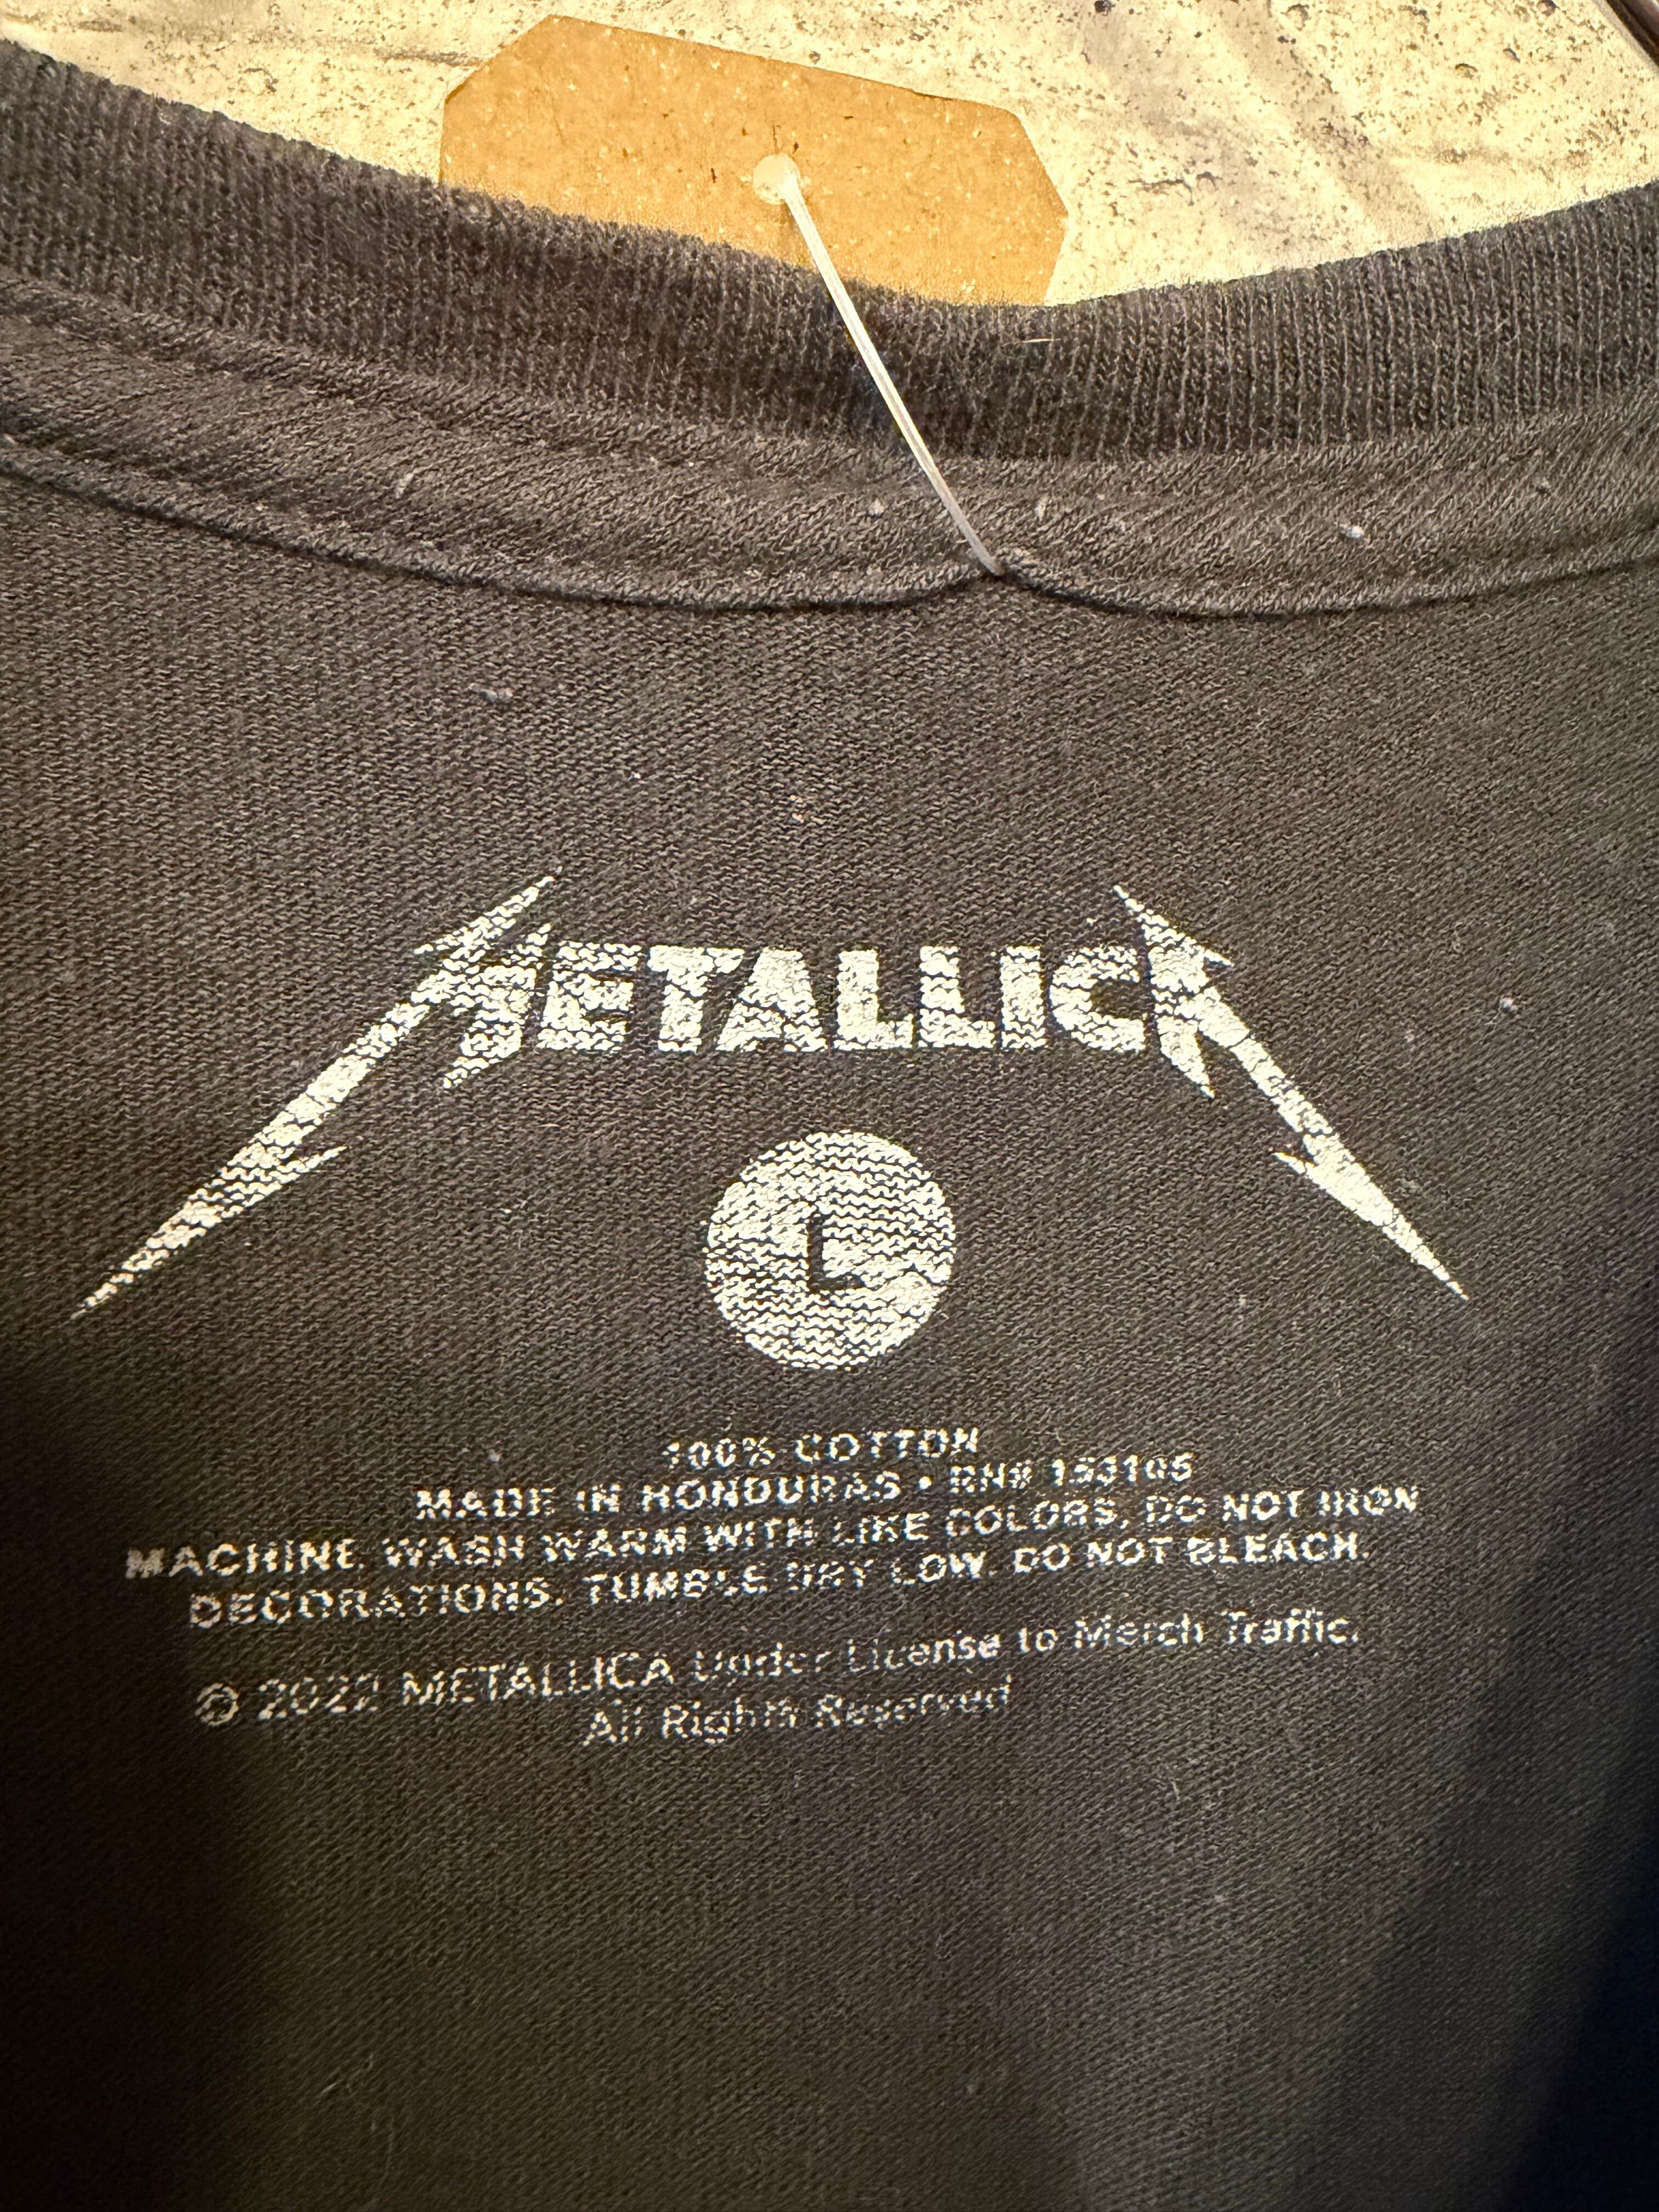 METALLICA
L
100% COTTON
MADE IN HONDURAS • RN# 153105
MACHINE WASH WARM WITH LIKE COLORS, DO NOT IRON
DECORATIONS. TUMBLE DRY LOW. DO NOT BLEACH.
© 2022 METALLICA Under License to Merch Traffic.
All Rights Reserved